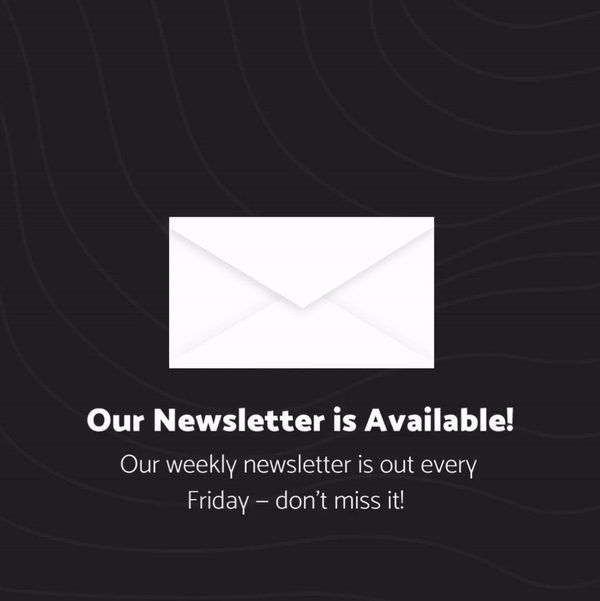 Our Newsletter is Available!
Our weekly newsletter is out every
Friday – don't miss it!